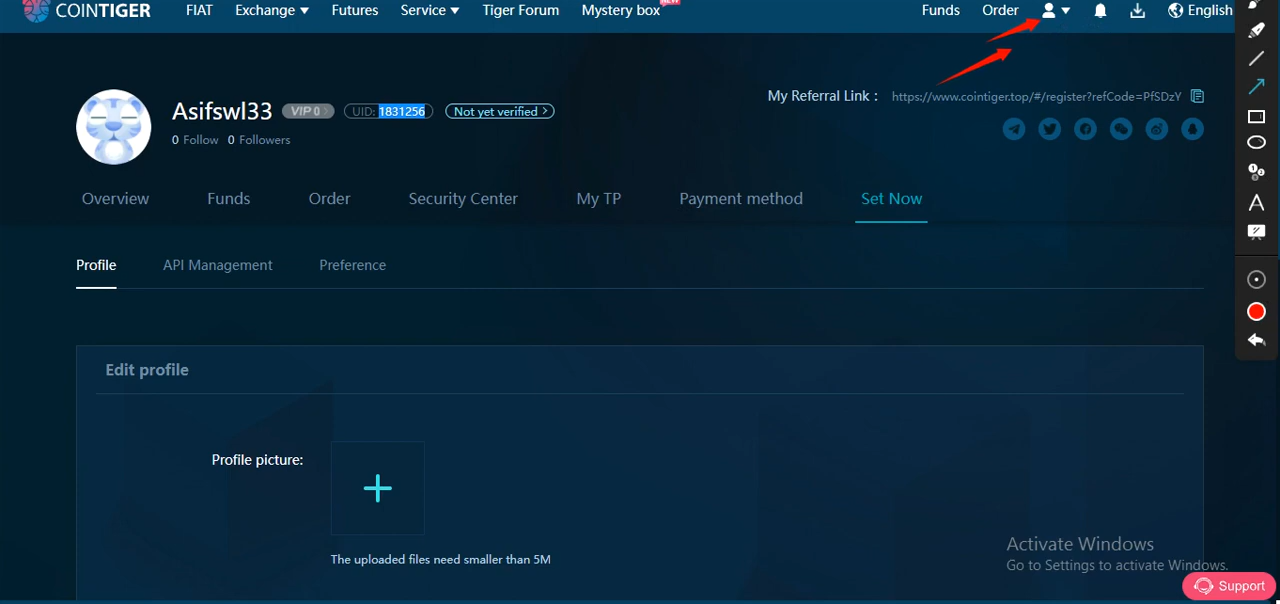 COINTIGER FIAT Exchange Futures Service Tiger Forum Mystery box NEW Funds Order English
Asifswl33 VIP 0 UID: 1831256 Not yet verified
My Referral Link : https://www.cointiger.top/#/register?refCode=PfSDzY
0 Follow 0 Followers
Overview Funds Order Security Center My TP Payment method Set Now
Profile API Management Preference
Edit profile
Profile picture:
The uploaded files need smaller than 5M
Activate Windows
Go to Settings to activate Windows.
Support